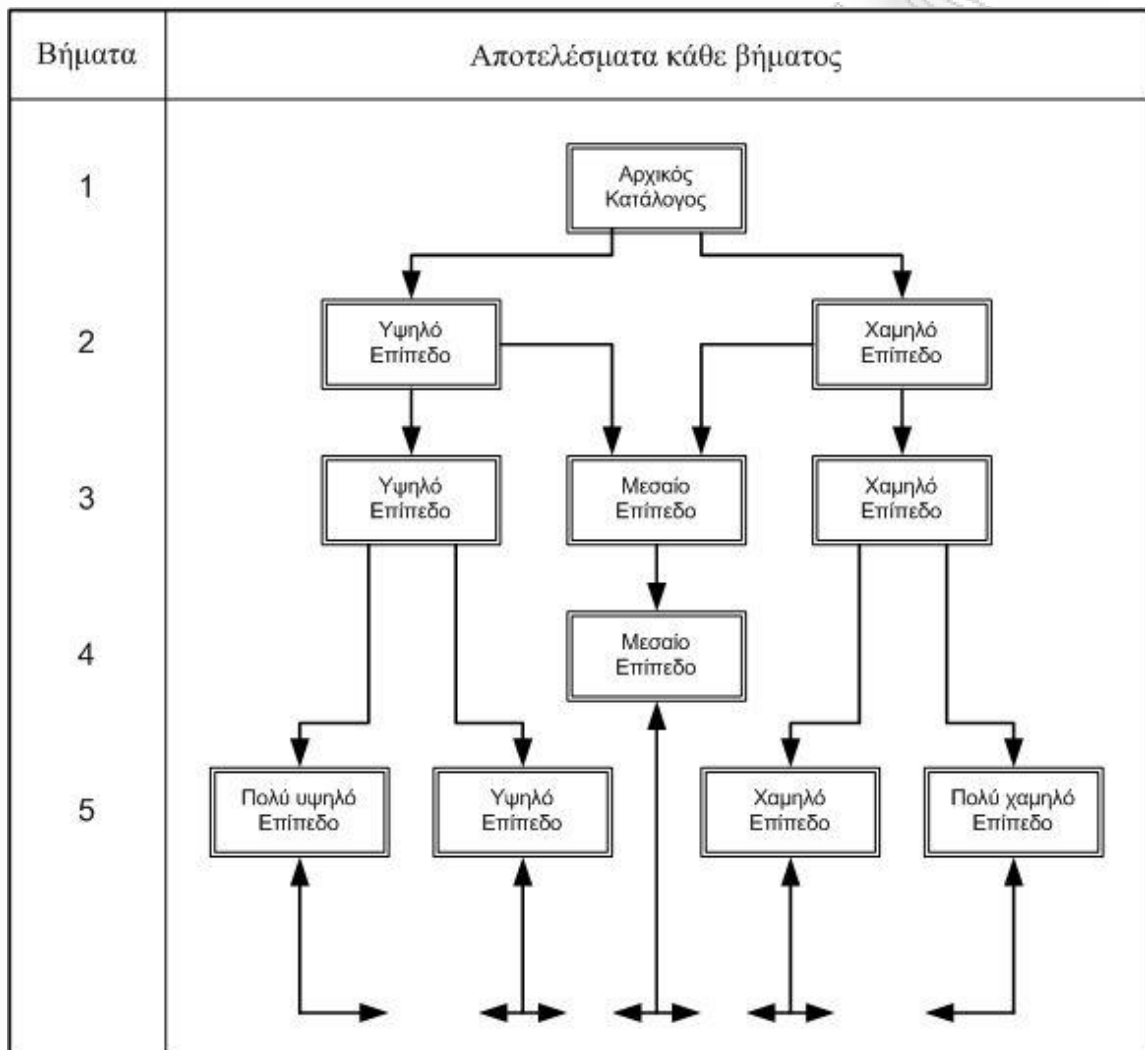 Βήματα
Αποτελέσματα κάθε βήματος
1
Αρχικός
Κατάλογος
2
Υψηλό
Επίπεδο
Χαμηλό
Επίπεδο
3
Υψηλό
Επίπεδο
Μεσαίο
Επίπεδο
Χαμηλό
Επίπεδο
4
Μεσαίο
Επίπεδο
5
Πολύ υψηλό
Επίπεδο
Υψηλό
Επίπεδο
Χαμηλό
Επίπεδο
Πολύ χαμηλό
Επίπεδο